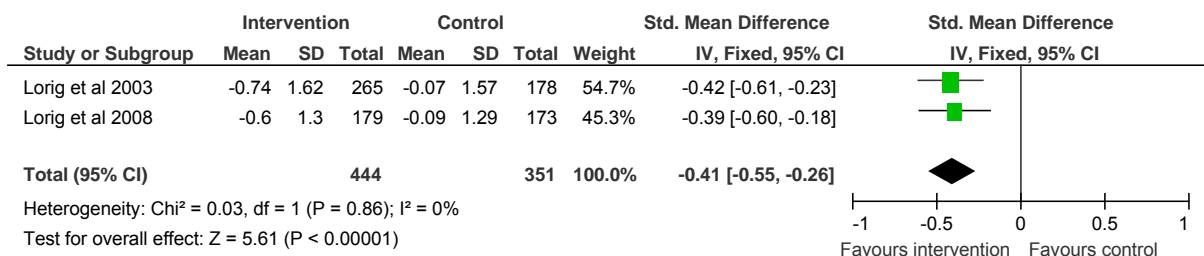 Intervention Control Std. Mean Difference Std. Mean Difference
Study or Subgroup Mean SD Total Mean SD Total Weight IV, Fixed, 95% CI IV, Fixed, 95% CI
Lorig et al 2003 -0.74 1.62 265 -0.07 1.57 178 54.7% -0.42 [-0.61, -0.23]
Lorig et al 2008 -0.6 1.3 179 -0.09 1.29 173 45.3% -0.39 [-0.60, -0.18]
Total (95% CI) 444 351 100.0% -0.41 [-0.55, -0.26]
Heterogeneity: Chi² = 0.03, df = 1 (P = 0.86); I² = 0%
Test for overall effect: Z = 5.61 (P < 0.00001)
-1 -0.5 0 0.5 1
Favours intervention Favours control